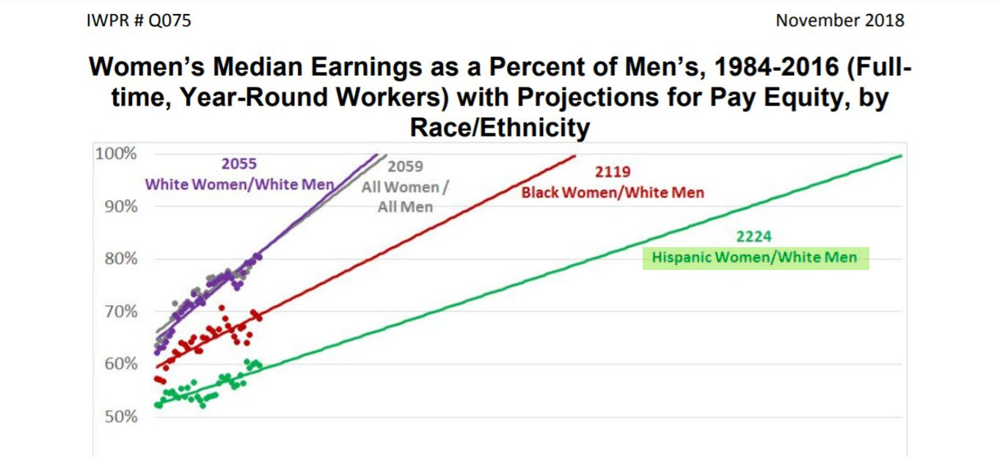 IWPR # Q075
November 2018
Women’s Median Earnings as a Percent of Men’s, 1984-2016 (Full-
time, Year-Round Workers) with Projections for Pay Equity, by
Race/Ethnicity
100%
90%
80%
70%
60%
50%
2055
White Women/White Men
2059
All Women /
All Men
2119
Black Women/White Men
2224
Hispanic Women/White Men